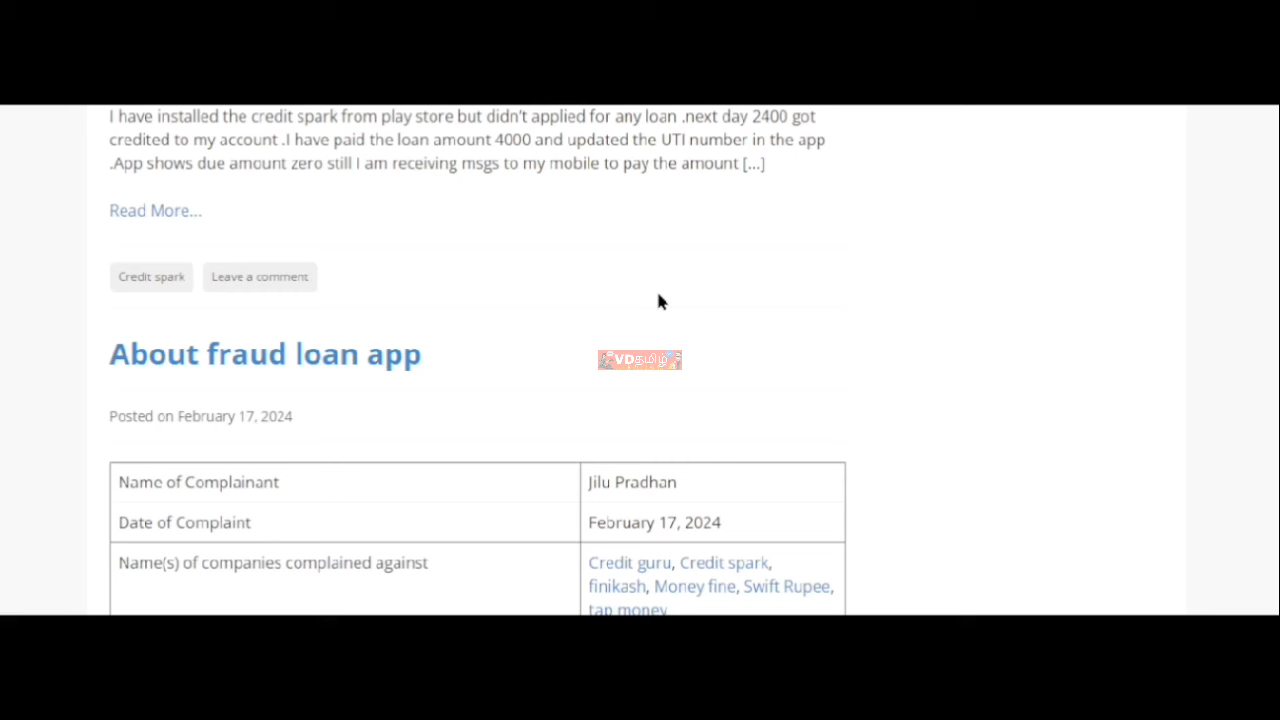 I have installed the credit spark from play store but didn't applied for any loan .next day 2400 got
credited to my account .I have paid the loan amount 4000 and updated the UTI number in the app
.App shows due amount zero still I am receiving msgs to my mobile to pay the amount [...]
Read More...
Credit spark Leave a comment
About fraud loan app
VDதமிழ்
Posted on February 17, 2024
Name of Complainant Jilu Pradhan
Date of Complaint February 17, 2024
Name(s) of companies complained against Credit guru, Credit spark,
finikash, Money fine, Swift Rupee,
tap money